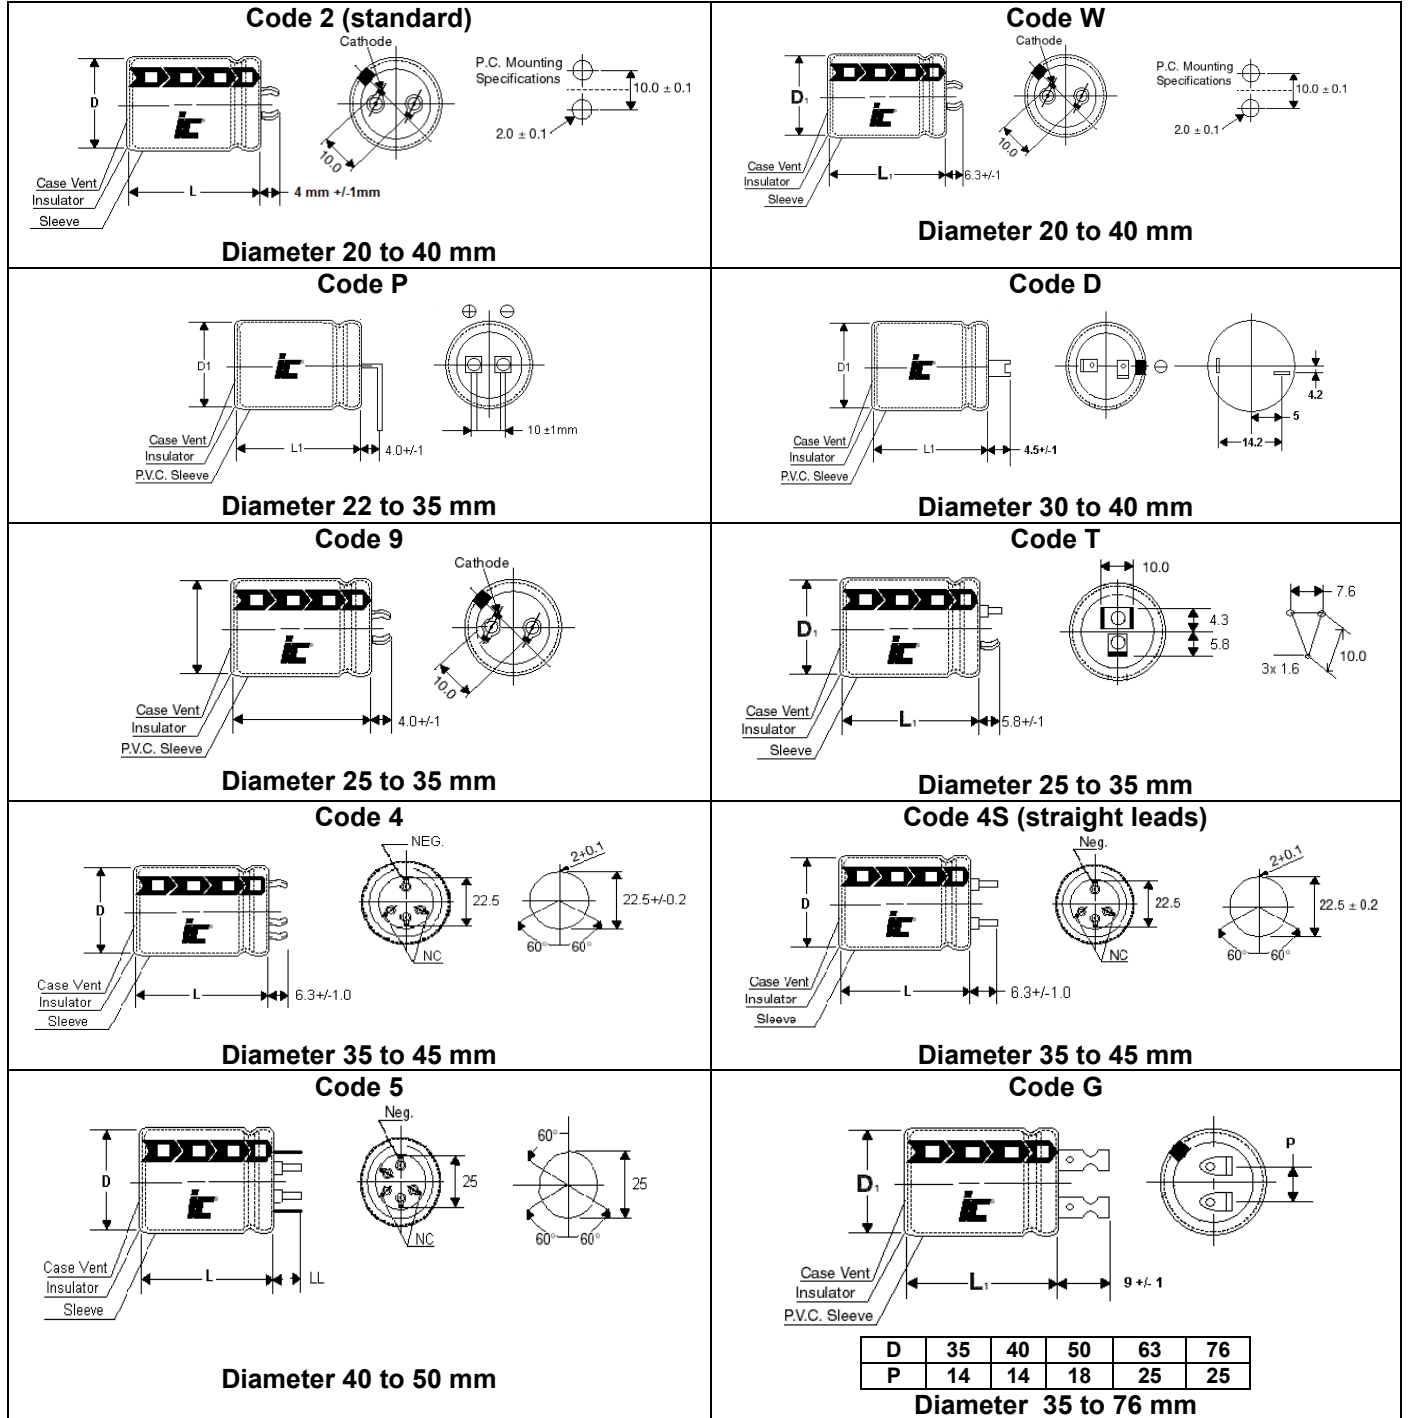 Code 2 (standard)
Cathode
P.C. Mounting
Specifications
10.0 ± 0.1
2.0 ± 0.1
D
ic
10.0
Case Vent
Insulator
Sleeve
L
4 mm +/-1mm
Diameter 20 to 40 mm
Code W
Cathode
P.C. Mounting
Specifications
10.0 ± 0.1
2.0 ± 0.1
D1
ic
10.0
Case Vent
Insulator
Sleeve
L1
6.3+/-1
Diameter 20 to 40 mm
Code P
D1
ic
10 ±1mm
Case Vent
Insulator
P.V.C. Sleeve
L1
4.0+/-1
Diameter 22 to 35 mm
Code D
D1
ic
4.2
5
14.2
Case Vent
Insulator
P.V.C. Sleeve
L1
4.5+/-1
Diameter 30 to 40 mm
Code 9
Cathode
ic
10.0
Case Vent
Insulator
P.V.C. Sleeve
4.0+/-1
Diameter 25 to 35 mm
Code T
10.0
7.6
4.3
5.8
10.0
3x 1.6
D1
ic
Case Vent
Insulator
Sleeve
L1
5.8+/-1
Diameter 25 to 35 mm
Code 4
NEG.
2+0.1
D
ic
22.5
22.5+/-0.2
60° 60°
NC
Case Vent
Insulator
Sleeve
L
6.3+/-1.0
Diameter 35 to 45 mm
Code 4S (straight leads)
Neg.
2+0.1
D
ic
22.5
22.5 ± 0.2
60° 60°
NC
Case Vent
Insulator
Sleeve
L
6.3+/-1.0
Diameter 35 to 45 mm
Code 5
Neg.
60°
D
ic
25
25
60° 60°
NC
Case Vent
Insulator
Sleeve
L
LL
Diameter 40 to 50 mm
Code G
P
D1
ic
Case Vent
Insulator
P.V.C. Sleeve
L1
9 +/- 1
D 35 40 50 63 76
P 14 14 18 25 25
Diameter 35 to 76 mm